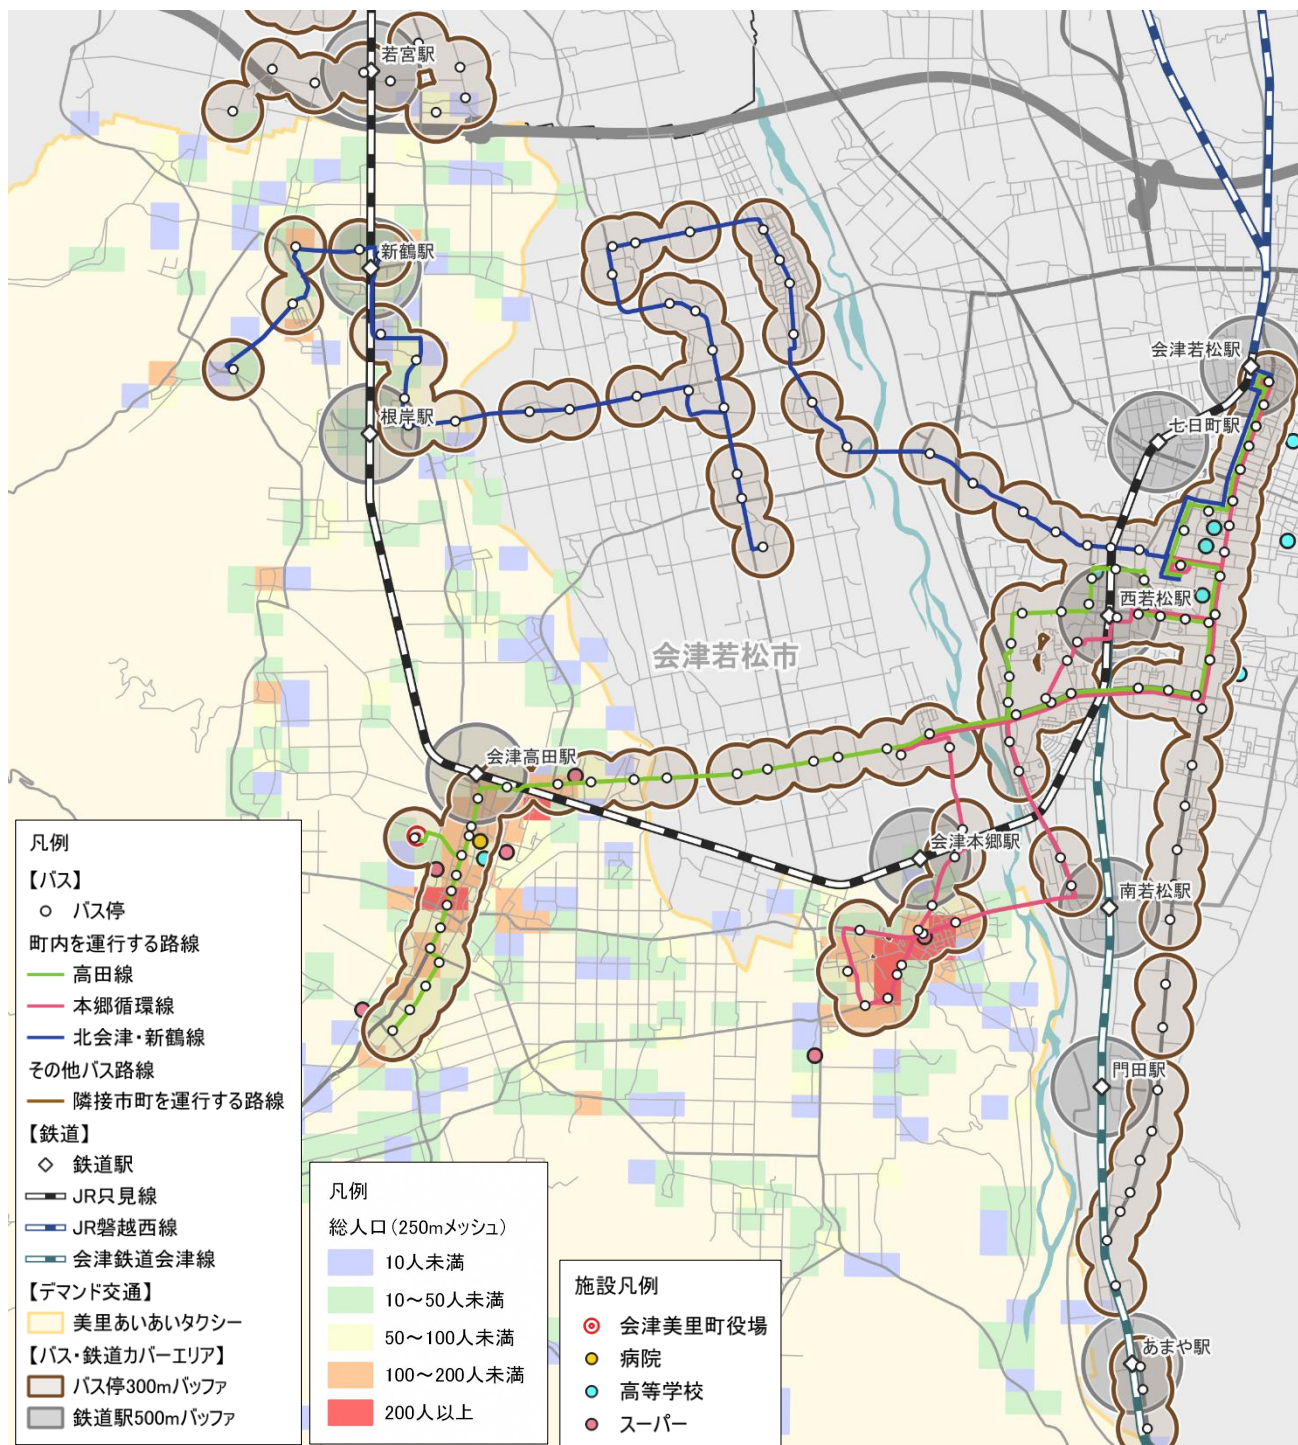 若宮駅
新鶴駅
会津若松駅
七日町駅
根岸駅
西若松駅
会津若松市
会津高田駅
会津本郷駅
南若松駅
門田駅
あまや駅
凡例
【バス】
バス停
町内を運行する路線
高田線
本郷循環線
北会津・新鶴線
その他バス路線
隣接市町を運行する路線
【鉄道】
鉄道駅
JR只見線
JR磐越西線
会津鉄道会津線
【デマンド交通】
美里あいあいタクシー
【バス・鉄道カバーエリア】
バス停300mバッファ
鉄道駅500mバッファ
凡例
総人口(250mメッシュ)
10人未満
10～50人未満
50～100人未満
100～200人未満
200人以上
施設凡例
会津美里町役場
病院
高等学校
スーパー